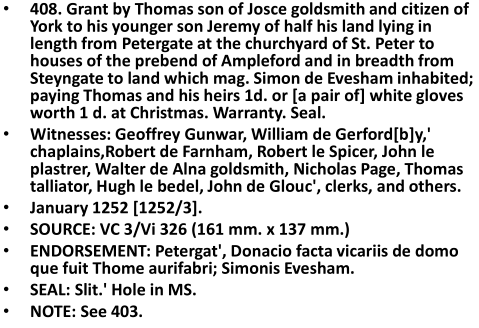 • 408. Grant by Thomas son of Josce goldsmith and citizen of
York to his younger son Jeremy of half his land lying in
length from Petergate at the churchyard of St. Peter to
houses of the prebend of Ampleford and in breadth from
Steyngate to land which mag. Simon de Evesham inhabited;
paying Thomas and his heirs 1d. or [a pair of] white gloves
worth 1 d. at Christmas. Warranty. Seal.
• Witnesses: Geoffrey Gunwar, William de Gerford[b]y,'
chaplains,Robert de Farnham, Robert le Spicer, John le
plastrer, Walter de Alna goldsmith, Nicholas Page, Thomas
talliator, Hugh le bedel, John de Glouc', clerks, and others.
• January 1252 [1252/3].
• SOURCE: VC 3/Vi 326 (161 mm. x 137 mm.)
• ENDORSEMENT: Petergat', Donacio facta vicariis de domo
que fuit Thome aurifabri; Simonis Evesham.
• SEAL: Slit.' Hole in MS.
• NOTE: See 403.